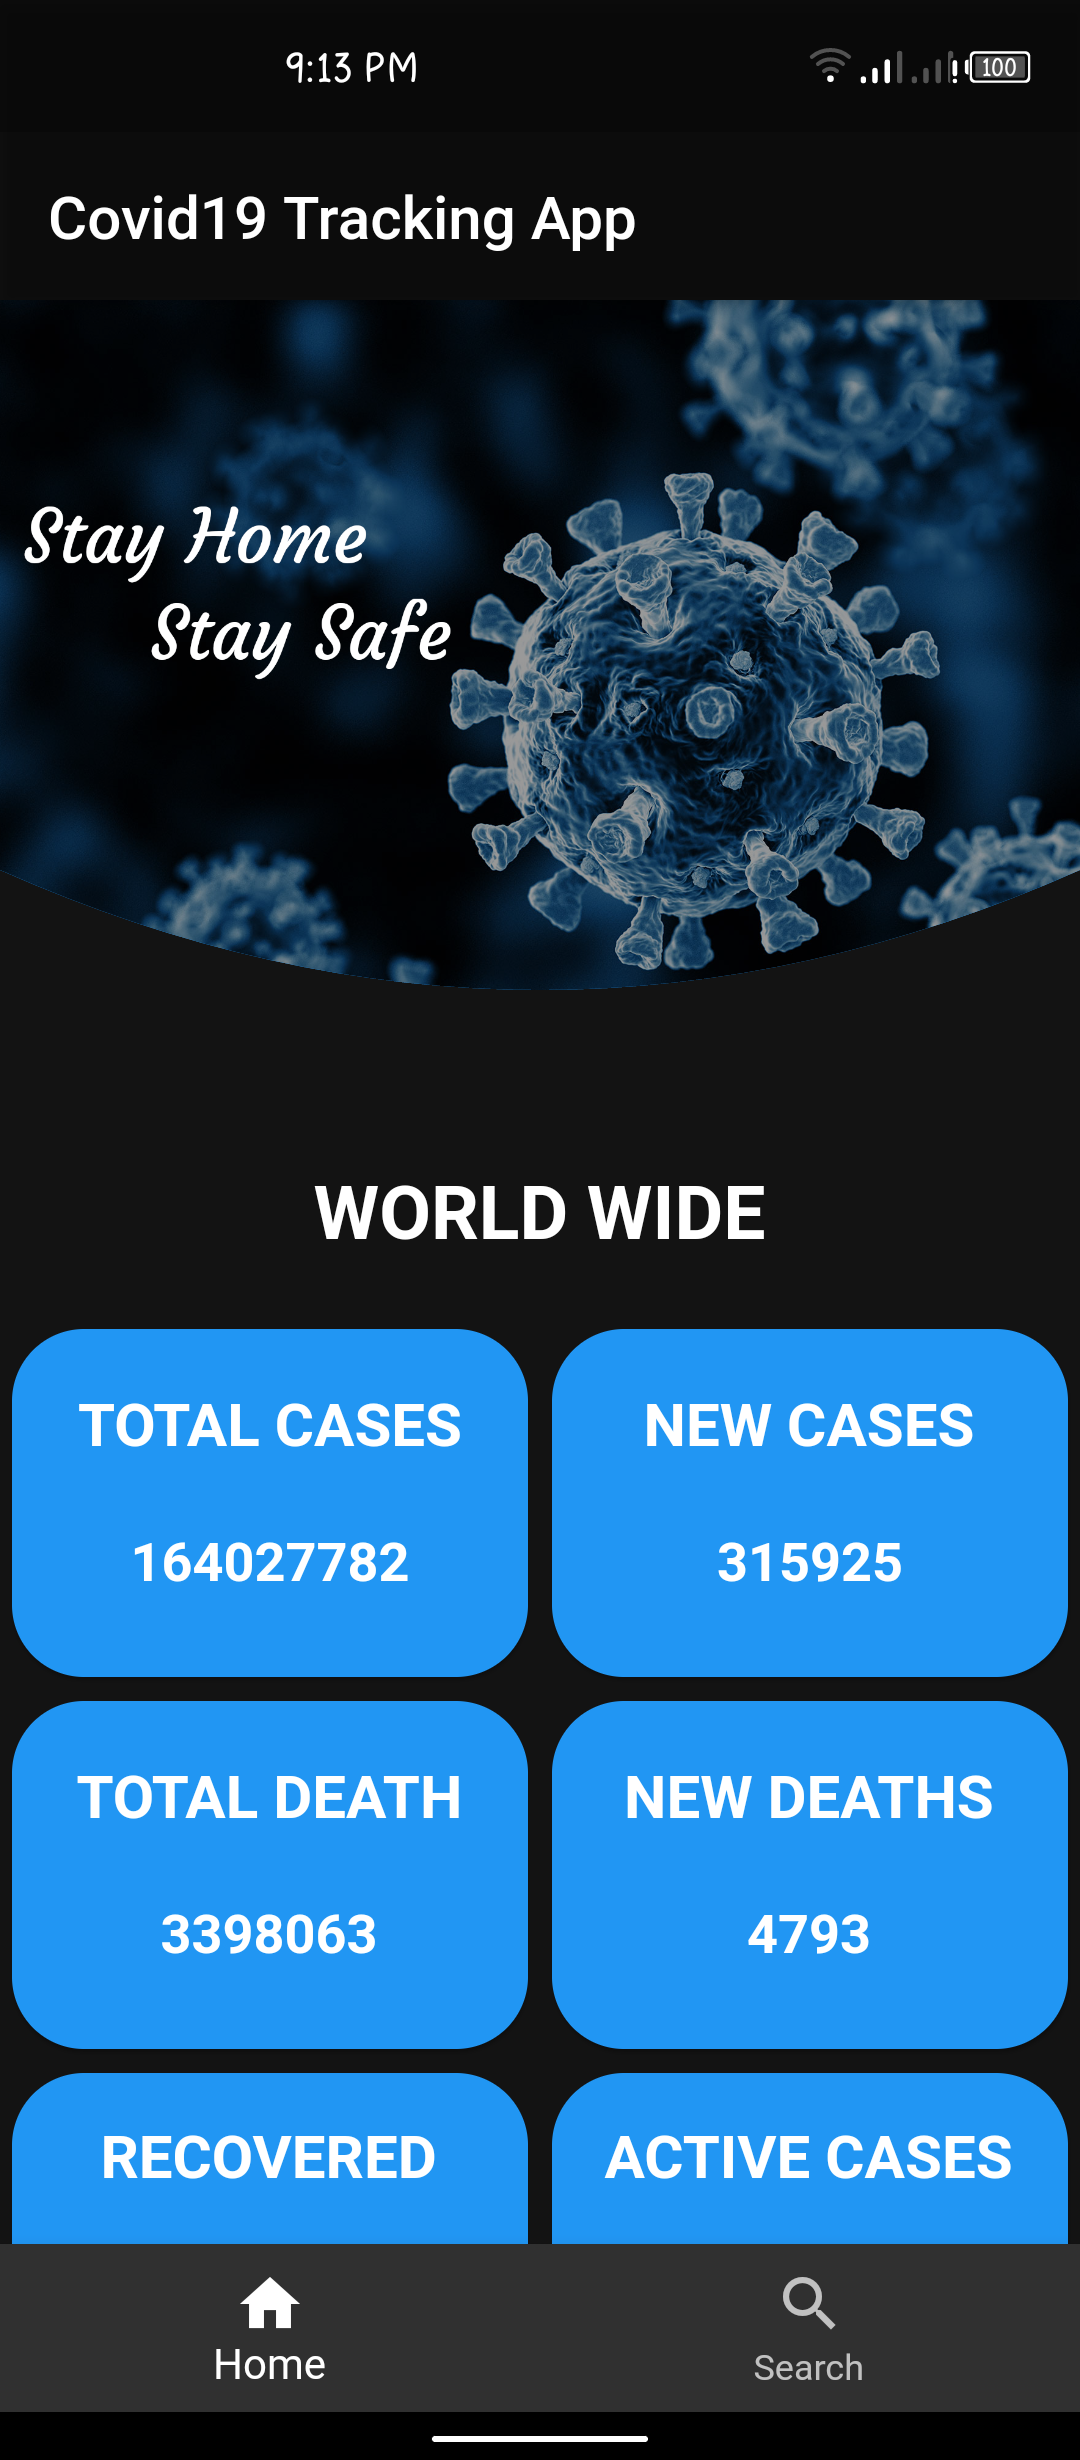 9:13 PM
100
Covid19 Tracking App
Stay Home
Stay Safe
WORLD WIDE
TOTAL CASES
164027782
NEW CASES
315925
TOTAL DEATH
3398063
NEW DEATHS
4793
RECOVERED
ACTIVE CASES
Home
Search